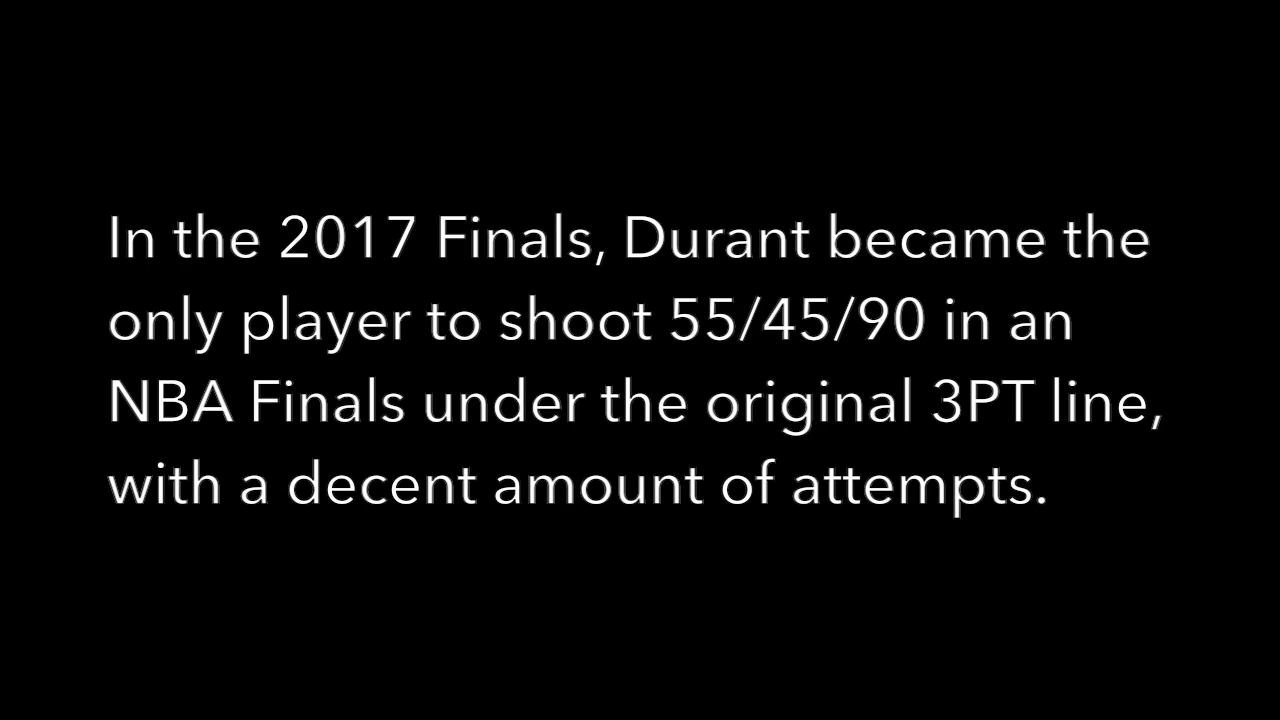 In the 2017 Finals, Durant became the
only player to shoot 55/45/90 in an
NBA Finals under the original 3PT line,
with a decent amount of attempts.